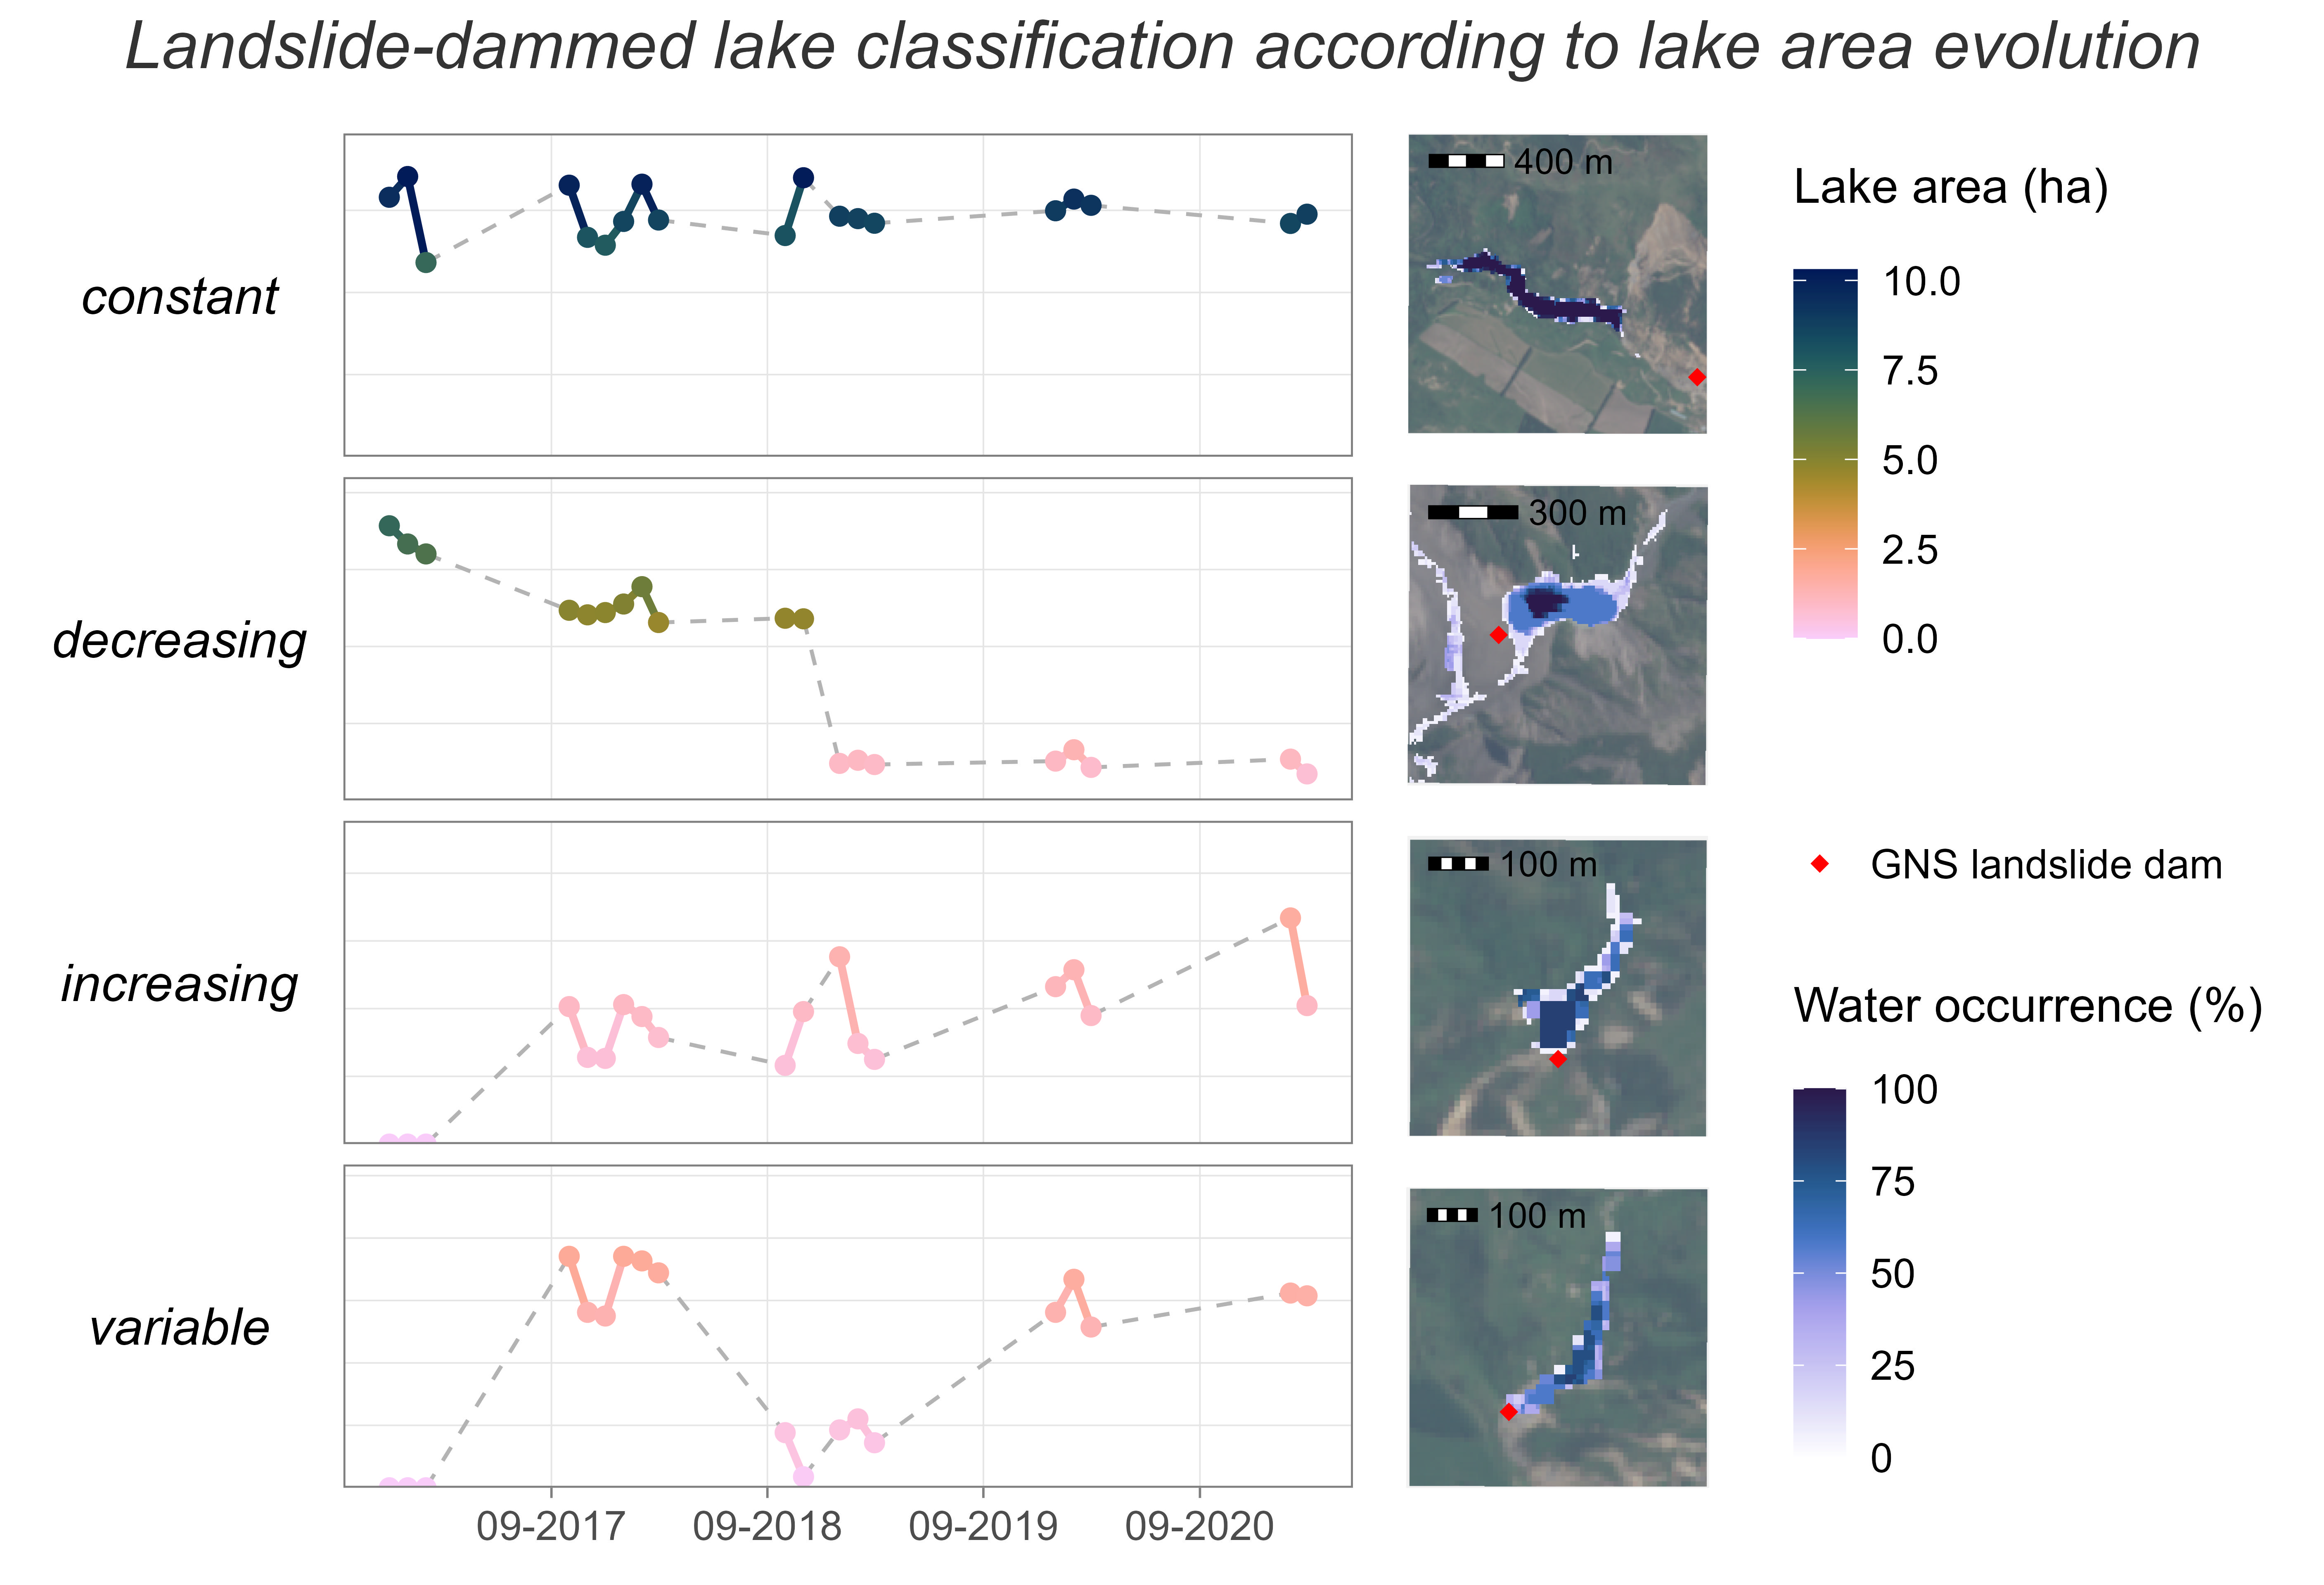 Landslide-dammed lake classification according to lake area evolution
constant
decreasing
increasing
variable
09-2017
09-2018
09-2019
09-2020
400 m
300 m
100 m
100 m
Lake area (ha)
10.0
7.5
5.0
2.5
0.0
GNS landslide dam
Water occurrence (%)
100
75
50
25
0